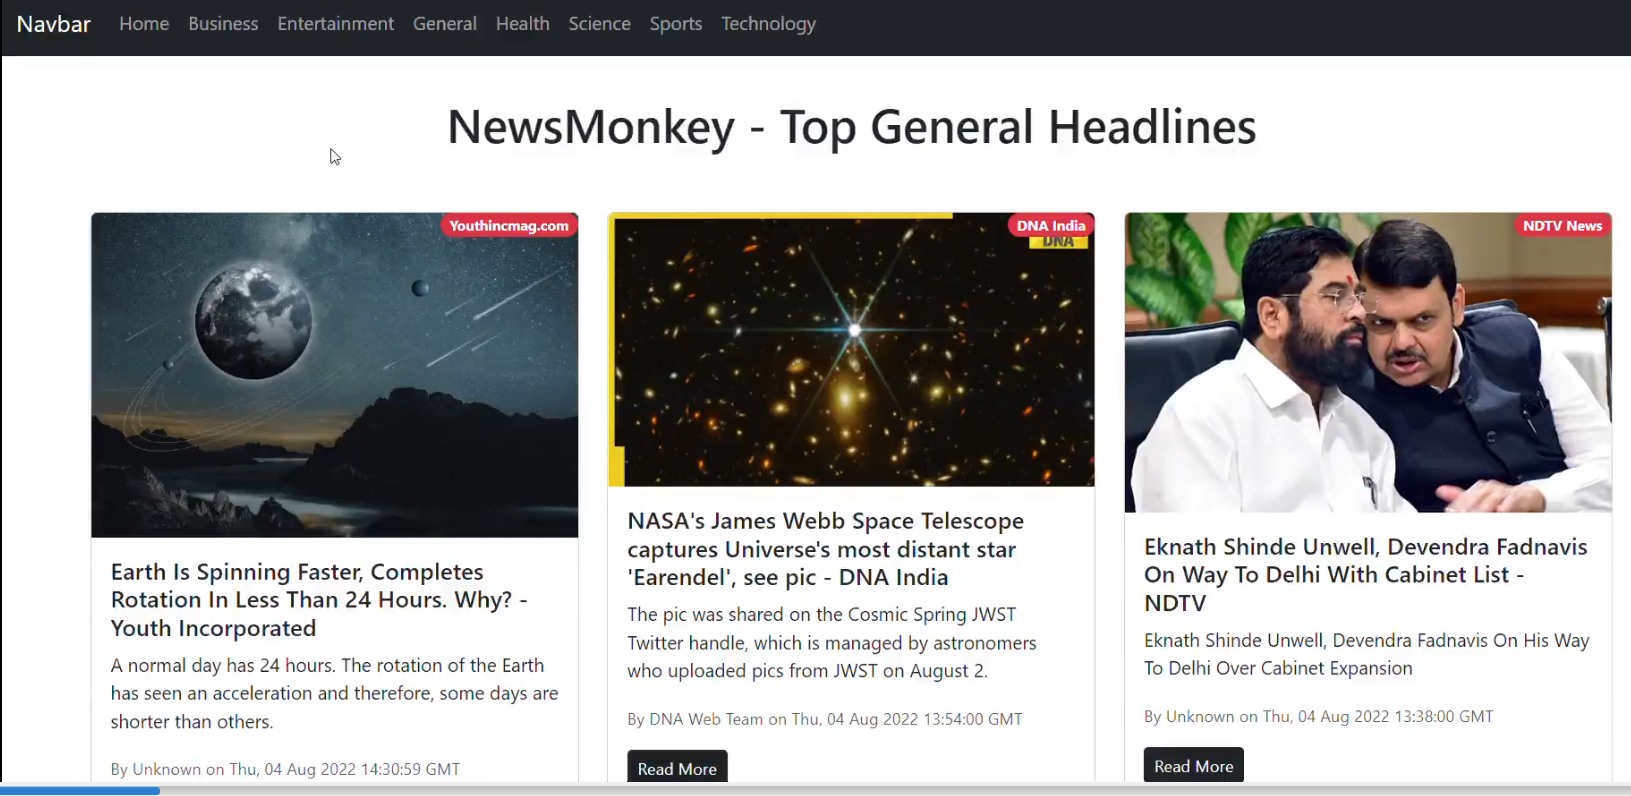 Navbar Home Business Entertainment General Health Science Sports Technology
NewsMonkey - Top General Headlines
Youthincmag.com
Earth Is Spinning Faster, Completes
Rotation In Less Than 24 Hours. Why? -
Youth Incorporated
A normal day has 24 hours. The rotation of the Earth
has seen an acceleration and therefore, some days are
shorter than others.
By Unknown on Thu, 04 Aug 2022 14:30:59 GMT
DNA India
DNA
NASA's James Webb Space Telescope
captures Universe's most distant star
'Earendel', see pic - DNA India
The pic was shared on the Cosmic Spring JWST
Twitter handle, which is managed by astronomers
who uploaded pics from JWST on August 2.
By DNA Web Team on Thu, 04 Aug 2022 13:54:00 GMT
Read More
NDTV News
Eknath Shinde Unwell, Devendra Fadnavis
On Way To Delhi With Cabinet List -
NDTV
Eknath Shinde Unwell, Devendra Fadnavis On His Way
To Delhi Over Cabinet Expansion
By Unknown on Thu, 04 Aug 2022 13:38:00 GMT
Read More